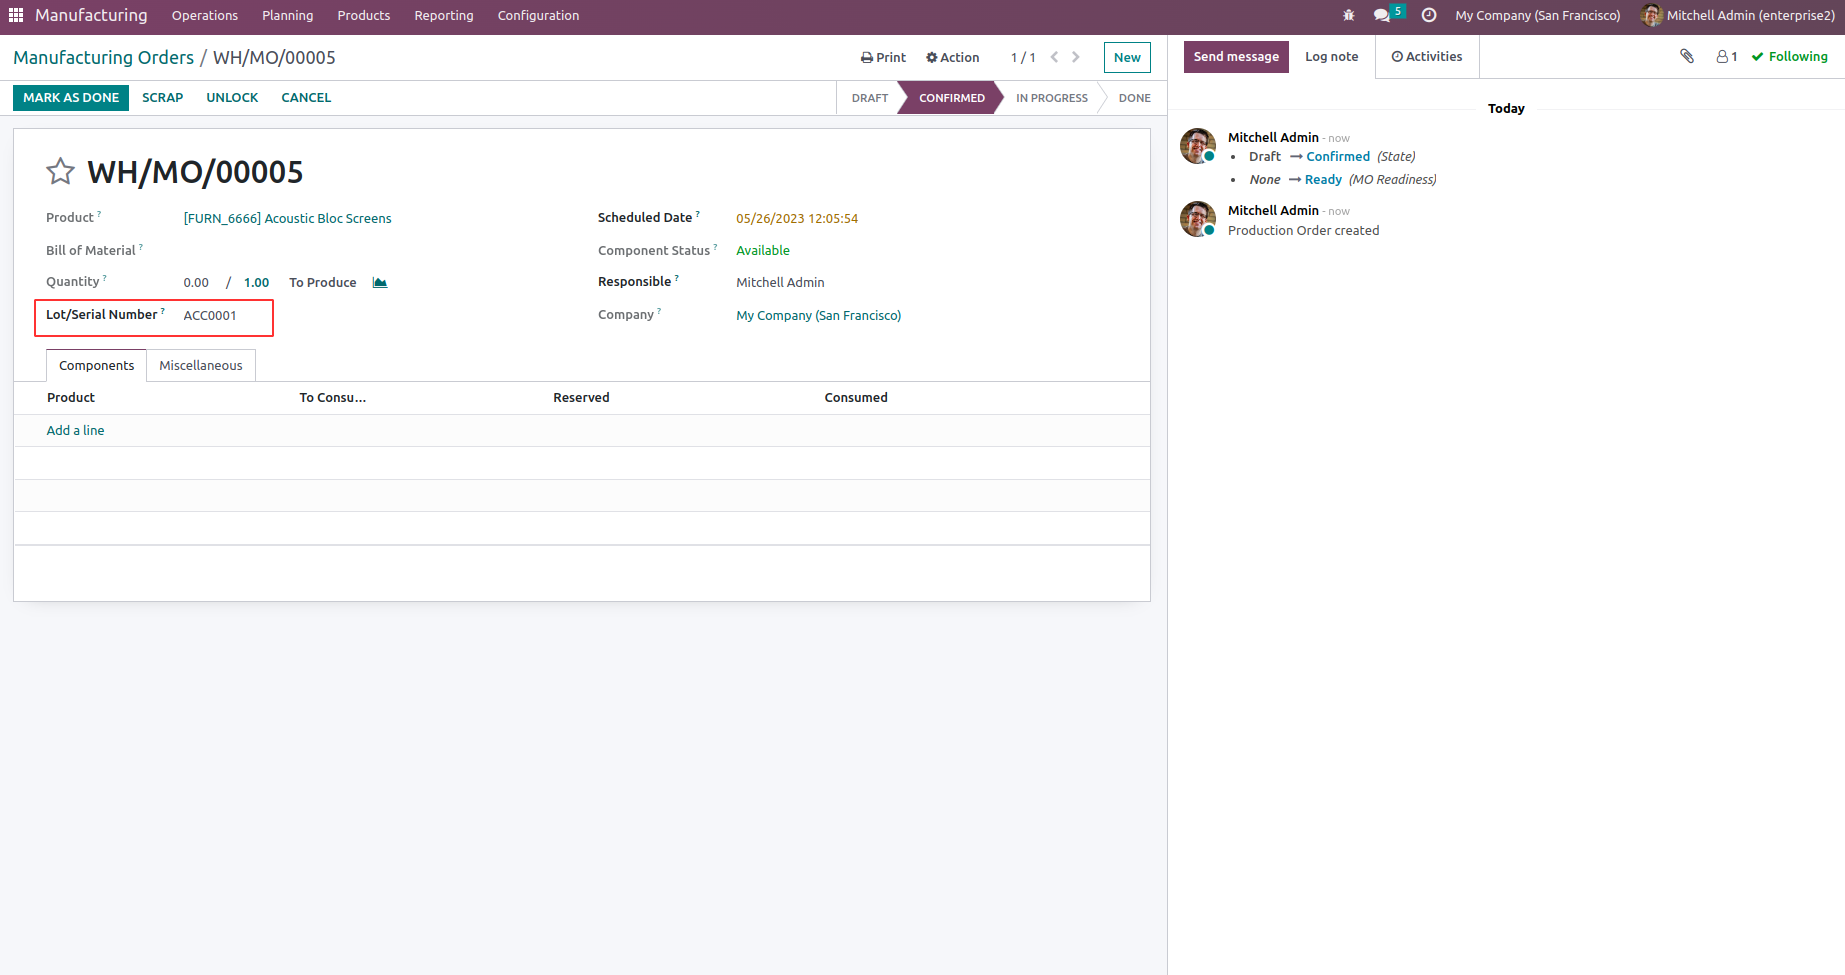 Manufacturing Operations Planning Products Reporting Configuration 5 My Company (San Francisco) Mitchell Admin (enterprise2)
Manufacturing Orders / WH/MO/00005 Print Action 1 / 1 New
MARK AS DONE SCRAP UNLOCK CANCEL DRAFT CONFIRMED IN PROGRESS DONE
WH/MO/00005
Product ? [FURN_6666] Acoustic Bloc Screens Scheduled Date ? 05/26/2023 12:05:54
Bill of Material ? Component Status ? Available
Quantity ? 0.00 / 1.00 To Produce Responsible ? Mitchell Admin
Lot/Serial Number ? ACC0001 Company ? My Company (San Francisco)
Components Miscellaneous
Product To Consu... Reserved Consumed
Add a line
Send message Log note Activities 1 Following
Today
Mitchell Admin - now
• Draft → Confirmed (State)
• None → Ready (MO Readiness)
Mitchell Admin - now
Production Order created